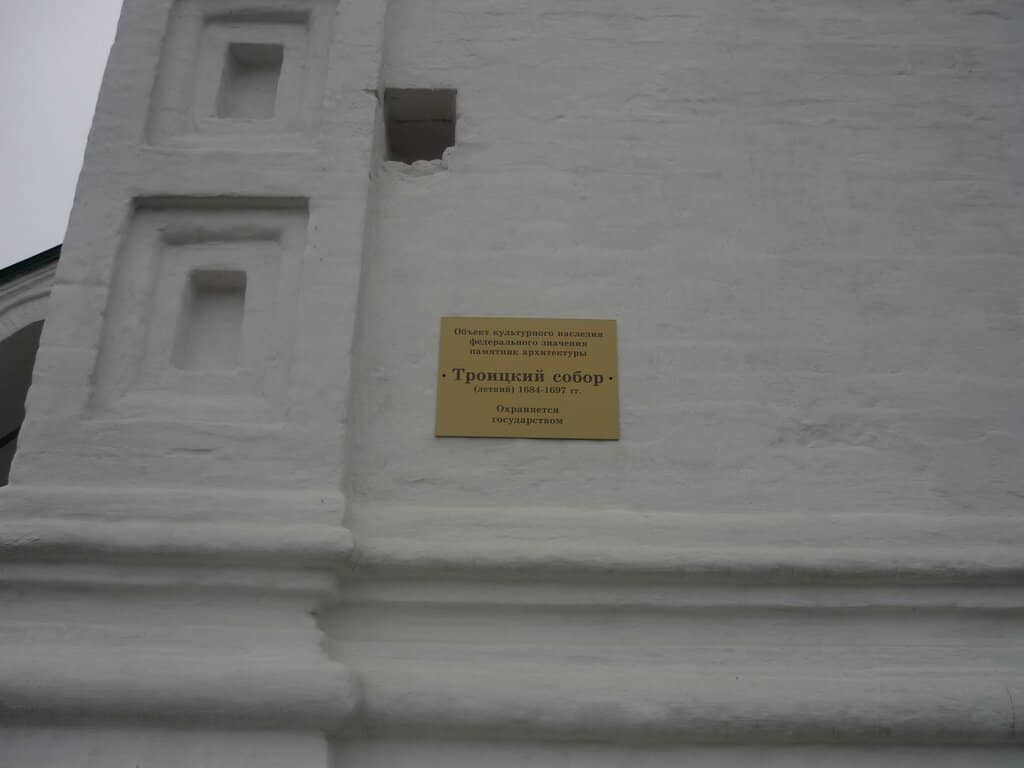 Объект культурного наследия
федерального значения
памятник архитектуры
· Троицкий собор ·
(летний) 1684-1697 гг.
Охраняется
государством